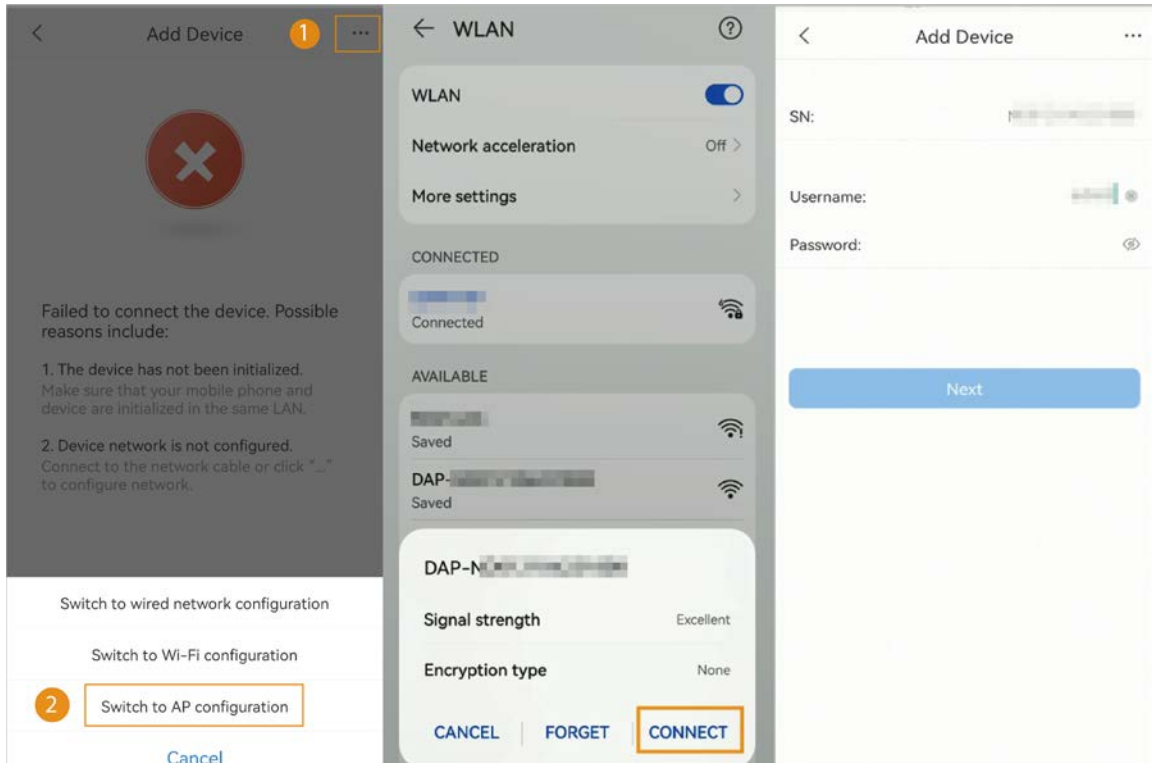 Add Device
1
...
Failed to connect the device. Possible
reasons include:
1. The device has not been initialized.
Make sure that your mobile phone and
device are initialized in the same LAN.
2. Device network is not configured.
Connect to the network cable or click "..."
to configure network.
Switch to wired network configuration
Switch to Wi-Fi configuration
2
Switch to AP configuration
Cancel
WLAN
?
WLAN
Network acceleration
Off
More settings
CONNECTED
Connected
AVAILABLE
Saved
DAP-
Saved
DAP-N
Signal strength
Excellent
Encryption type
None
CANCEL
FORGET
CONNECT
Add Device
...
SN:
Username:
Password:
Next